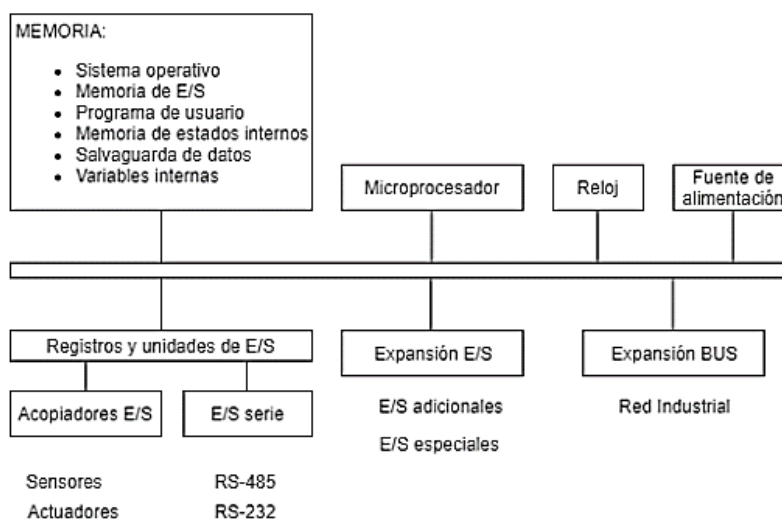 MEMORIA:
• Sistema operativo
• Memoria de E/S
• Programa de usuario
• Memoria de estados internos
• Salvaguarda de datos
• Variables internas
Microprocesador
Reloj
Fuente de
alimentación
Registros y unidades de E/S
Acopiadores E/S
E/S serie
Sensores
Actuadores
RS-485
RS-232
Expansión E/S
E/S adicionales
E/S especiales
Expansión BUS
Red Industrial